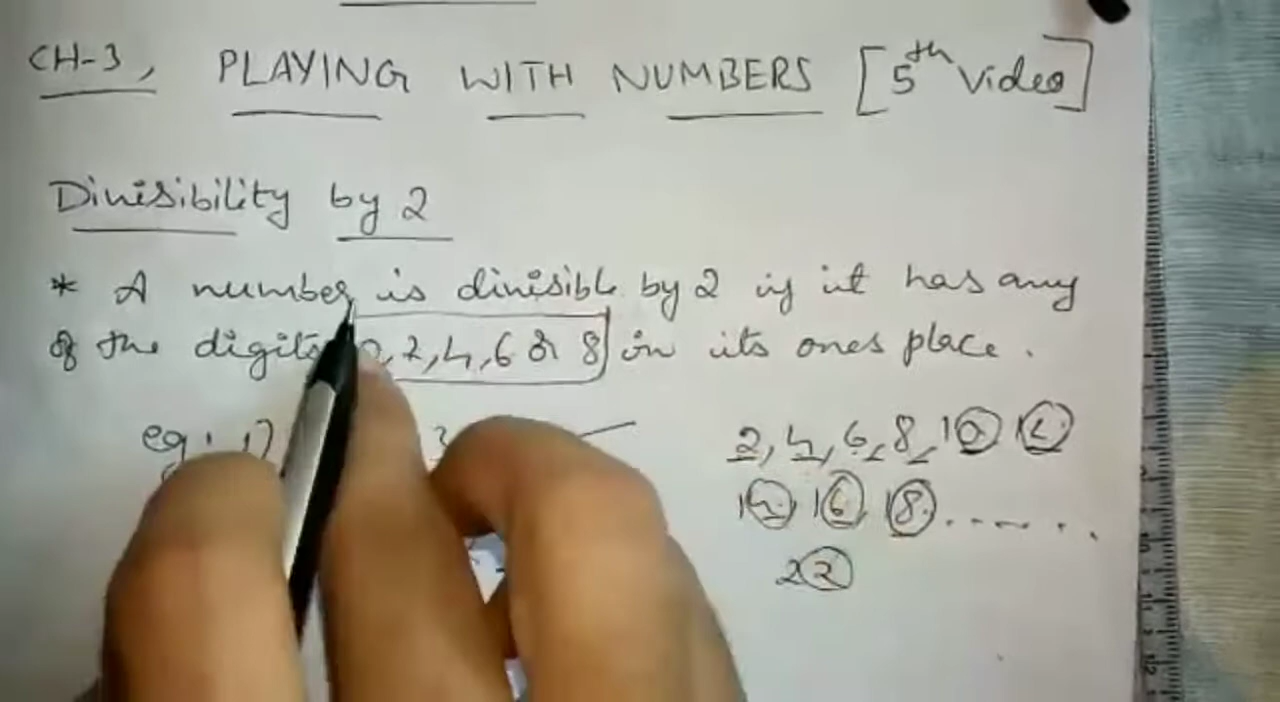 CH-3, PLAYING WITH NUMBERS [5th Video]
Divisibility by 2
* A number is divisible by 2 if it has any
of the digits 0, 2, 4, 6 or 8 in its ones place.
eg: 1)
2, 4, 6, 8, 10, 12
14, 16, 18.......
22